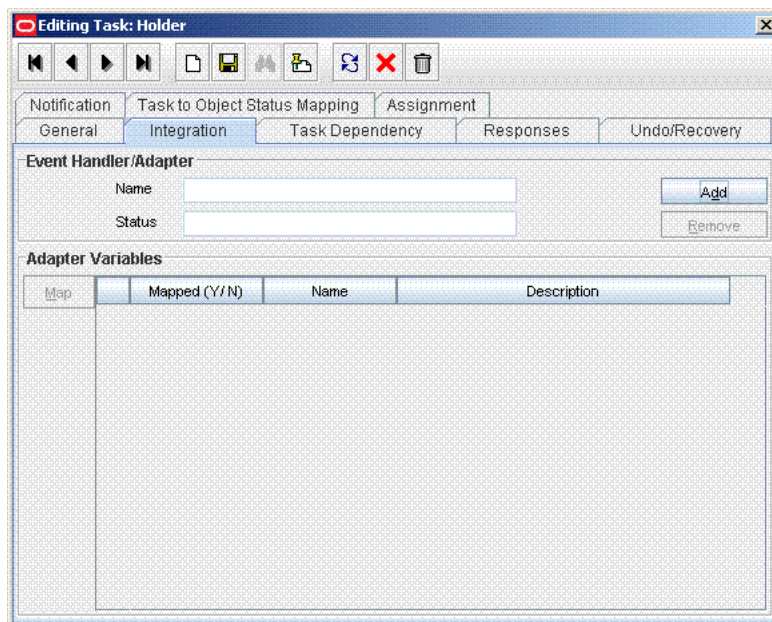 Editing Task: Holder
Notification Task to Object Status Mapping Assignment
General Integration Task Dependency Responses Undo/Recovery
Event Handler/Adapter
Name
Add
Status
Remove
Adapter Variables
Map Mapped (Y/N) Name Description